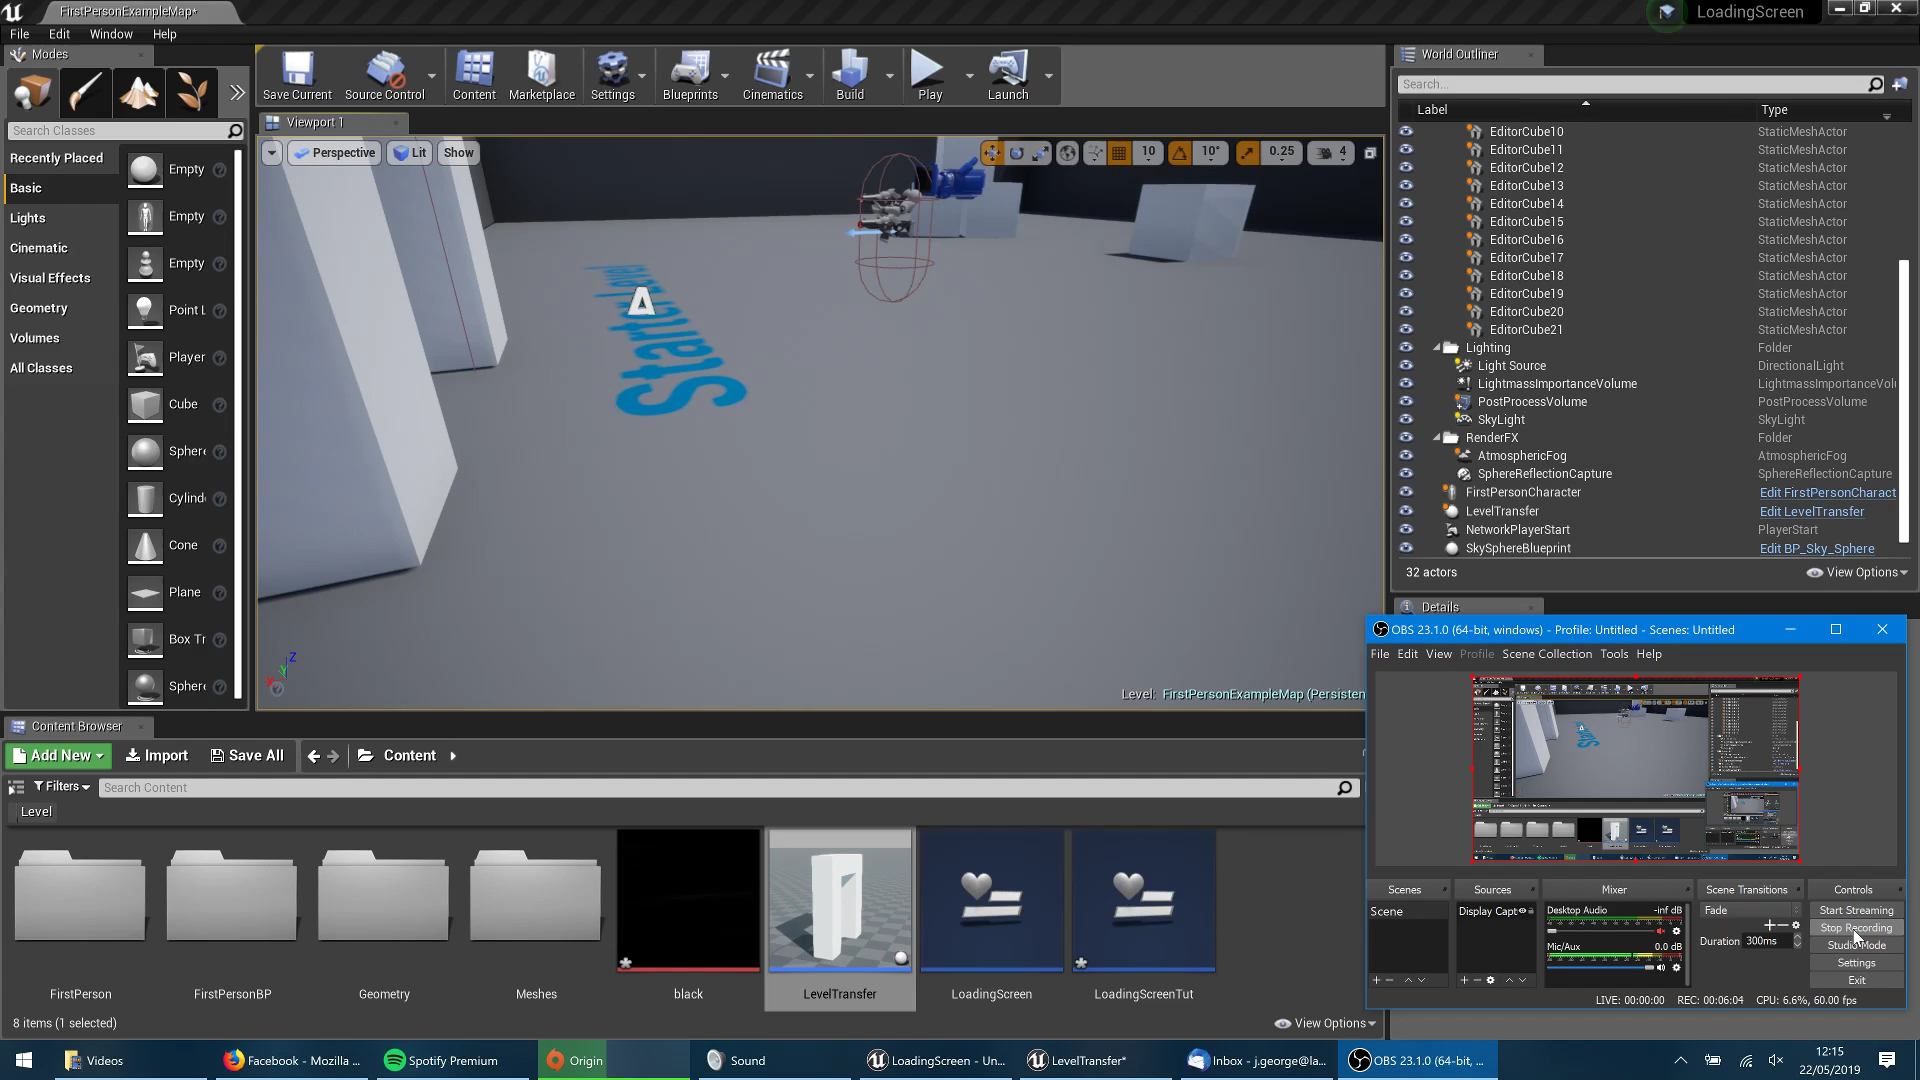 FirstPersonExampleMap*
LoadingScreen
File Edit Window Help
Modes
Save Current Source Control Content Marketplace Settings Blueprints Cinematics Build Play Launch
World Outliner
Search...
Label Type
Search Classes
Viewport 1
Perspective Lit Show 10 10° 0.25 4
Recently Placed
Basic
Lights
Cinematic
Visual Effects
Geometry
Volumes
All Classes
Empty
Empty
Empty
Point L
Player
Cube
Sphere
Cylind
Cone
Plane
Box Tr
Spher
EditorCube10 StaticMeshActor
EditorCube11 StaticMeshActor
EditorCube12 StaticMeshActor
EditorCube13 StaticMeshActor
EditorCube14 StaticMeshActor
EditorCube15 StaticMeshActor
EditorCube16 StaticMeshActor
EditorCube17 StaticMeshActor
EditorCube18 StaticMeshActor
EditorCube19 StaticMeshActor
EditorCube20 StaticMeshActor
EditorCube21 StaticMeshActor
Lighting Folder
Light Source DirectionalLight
LightmassImportanceVolume LightmassImportanceVol
PostProcessVolume PostProcessVolume
SkyLight SkyLight
RenderFX Folder
AtmosphericFog AtmosphericFog
SphereReflectionCapture SphereReflectionCapture
FirstPersonCharacter Edit FirstPersonCharact
LevelTransfer Edit LevelTransfer
NetworkPlayerStart PlayerStart
SkySphereBlueprint Edit BP_Sky_Sphere
32 actors View Options
Details
Level: FirstPersonExampleMap (Persisten
Content Browser
Add New Import Save All Content
Filters Search Content
Level
FirstPerson FirstPersonBP Geometry Meshes black LevelTransfer LoadingScreen LoadingScreenTut
8 items (1 selected) View Options
OBS 23.1.0 (64-bit, windows) - Profile: Untitled - Scenes: Untitled
File Edit View Profile Scene Collection Tools Help
Scenes Sources Mixer Scene Transitions Controls
Scene
Display Capt
Desktop Audio -inf dB
Mic/Aux 0.0 dB
Fade
Duration 300ms
Start Streaming
Stop Recording
Studio Mode
Settings
Exit
LIVE: 00:00:00 REC: 00:06:04 CPU: 6.6%, 60.00 fps
Videos Facebook - Mozilla ... Spotify Premium Origin Sound LoadingScreen - Un... LevelTransfer* Inbox - j.george@la... OBS 23.1.0 (64-bit, ...
12:15
22/05/2019